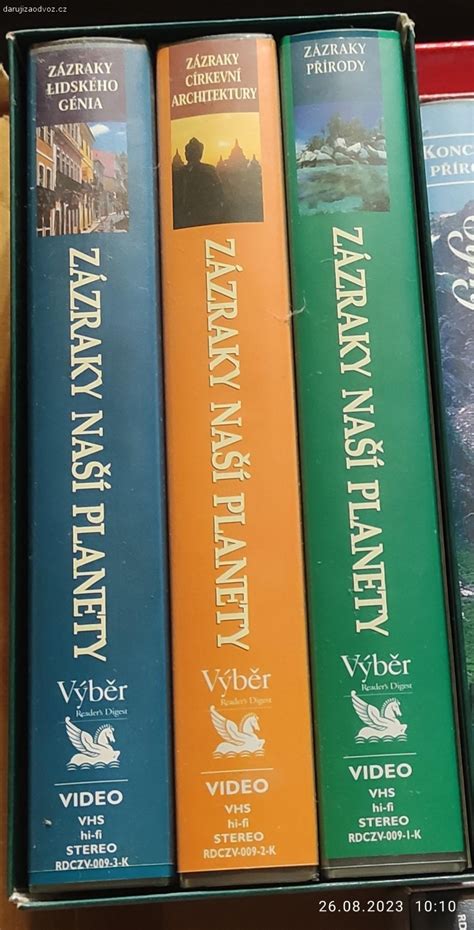 darujizaodvoz.cz
ZÁZRAKY
LIDSKÉHO
GÉNIA
ZÁZRAKY NAŠÍ PLANETY
Výběr
Reader's Digest
VIDEO
VHS
hi-fi
STEREO
RDCZV-009-3-K
ZÁZRAKY
CÍRKEVNÍ
ARCHITEKTURY
ZÁZRAKY NAŠÍ PLANETY
Výběr
Reader's Digest
VIDEO
VHS
hi-fi
STEREO
RDCZV-009-2-K
ZÁZRAKY
PŘÍRODY
ZÁZRAKY NAŠÍ PLANETY
Výběr
Reader's Digest
VIDEO
VHS
hi-fi
STEREO
RDCZV-009-1-K
KONC
PŘÍRO
RD
26.08.2023 10:10